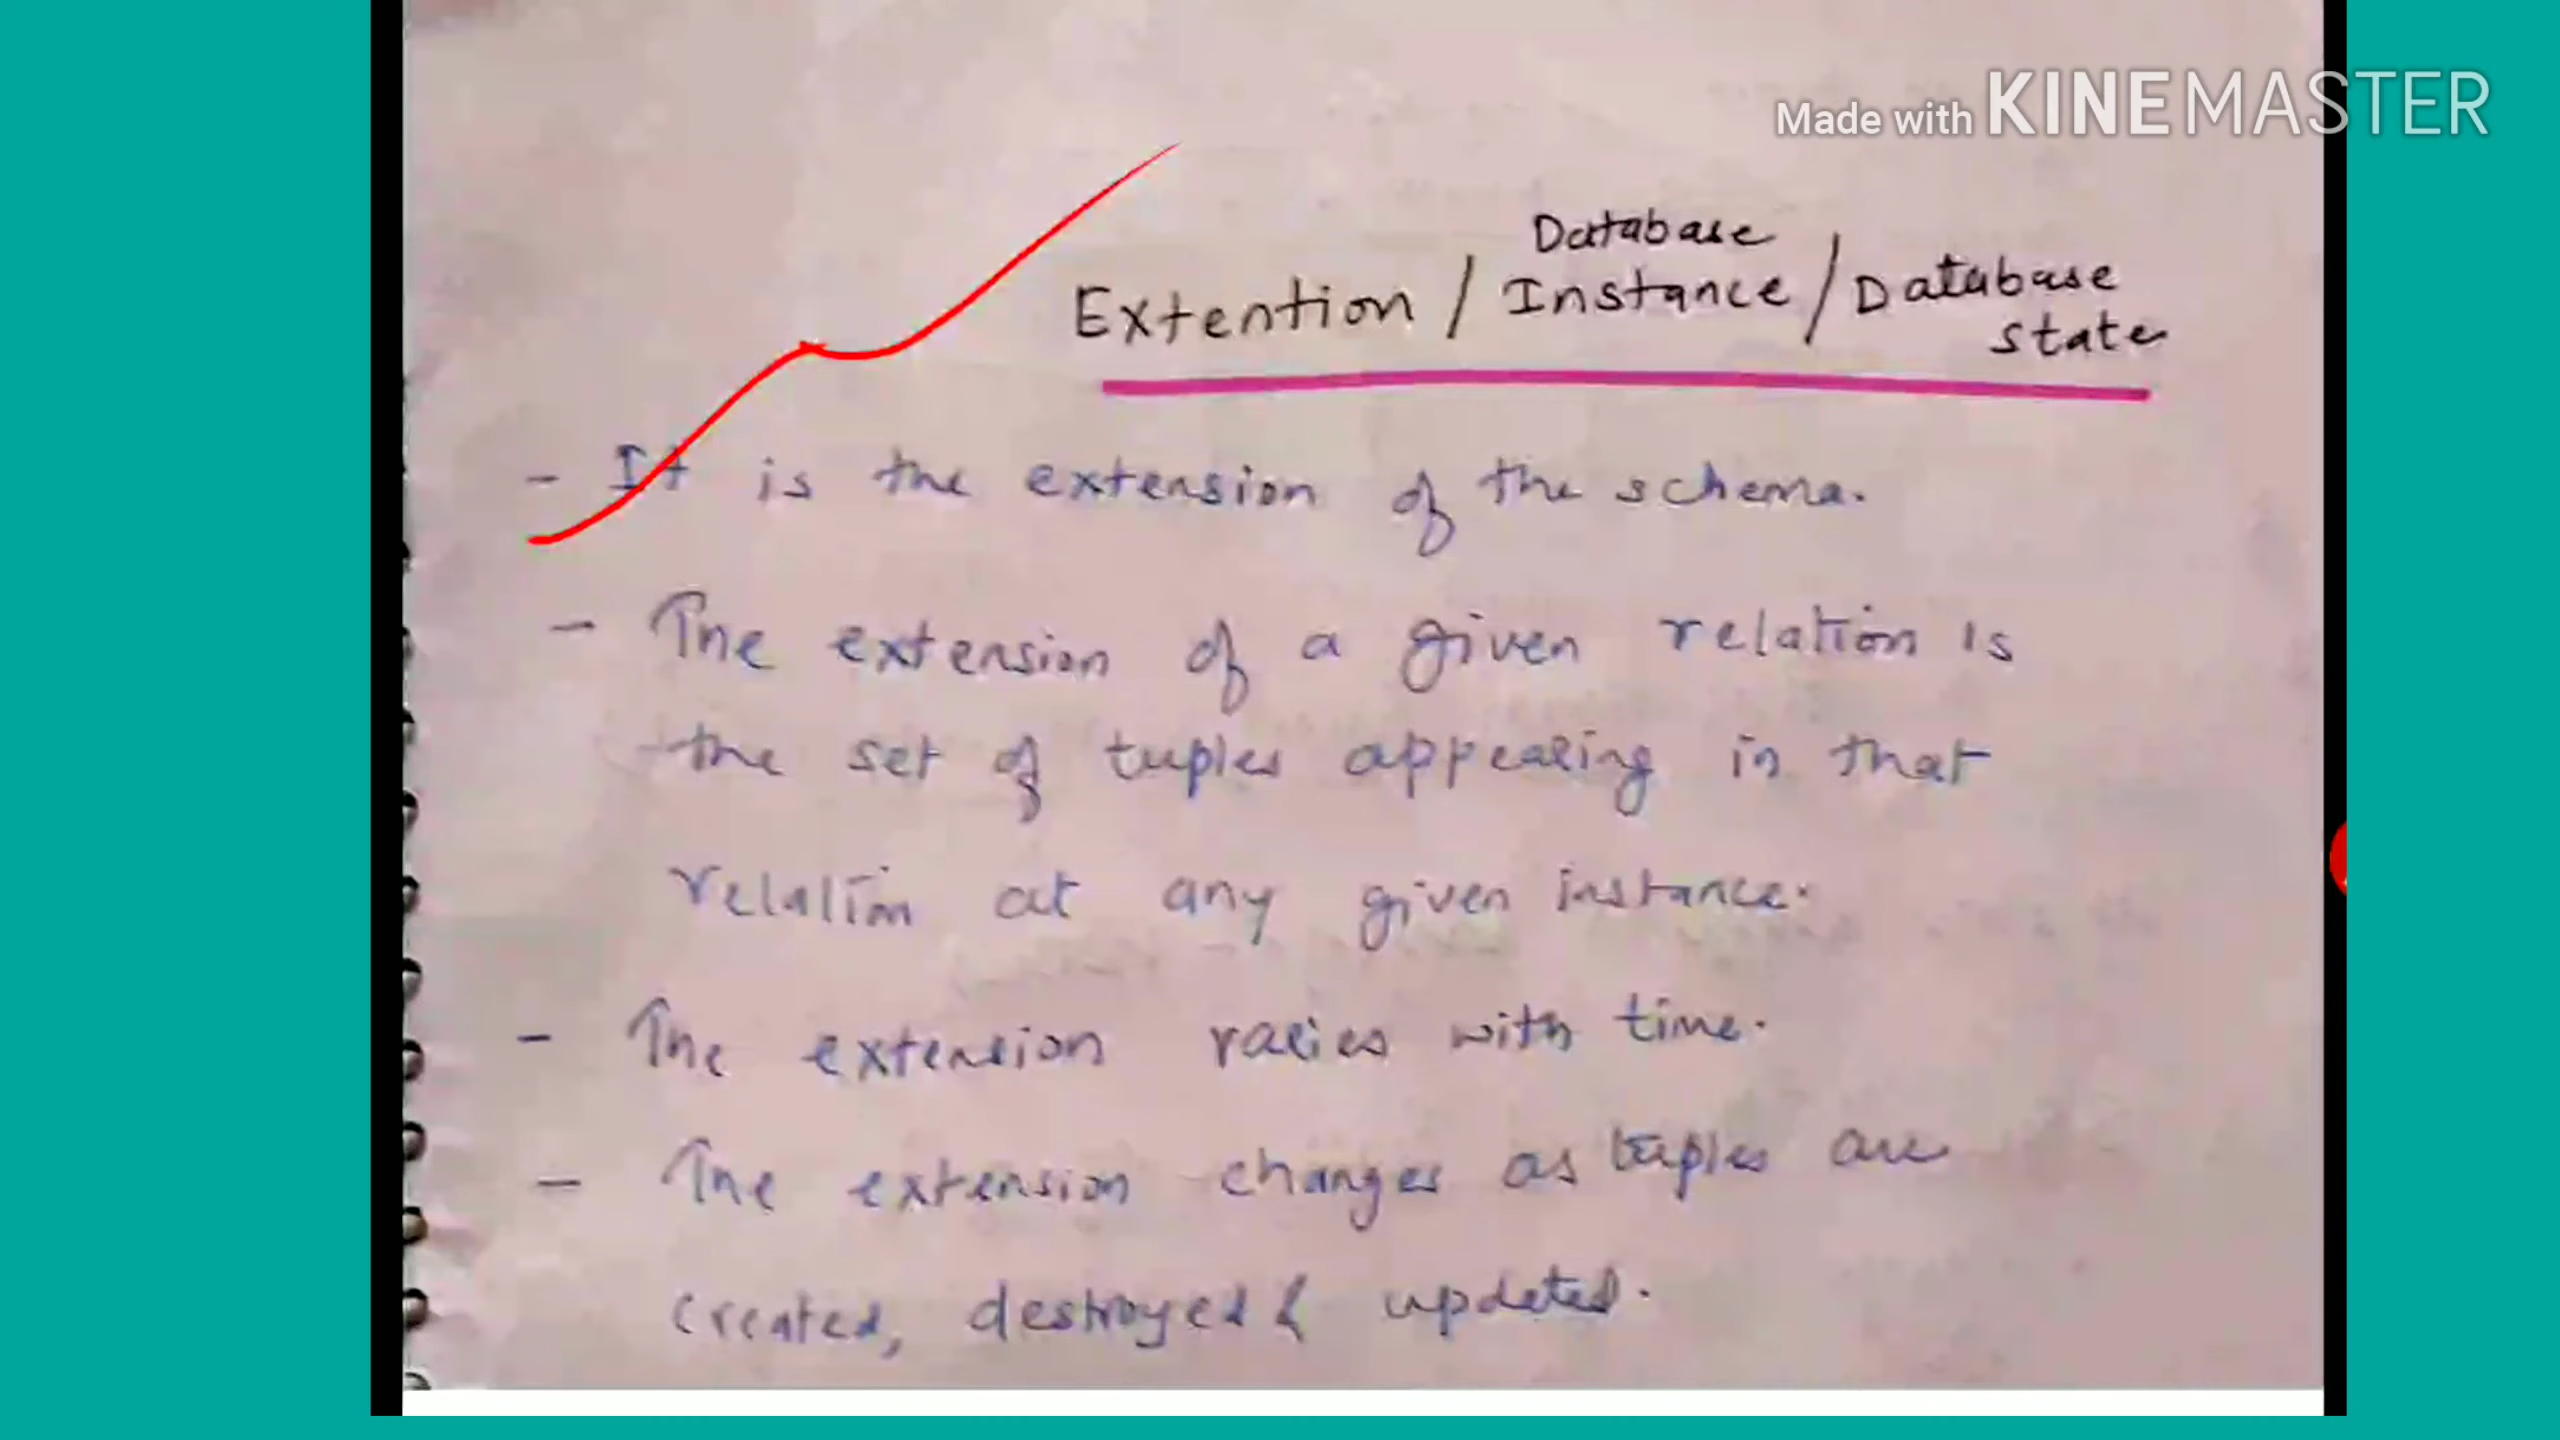 Made with KINEMASTER
Extention / Database Instance / Database state
- It is the extension of the schema.
- The extension of a given relation is
the set of tuples appearing in that
relation at any given instance.
- The extension varies with time.
- The extension changes as tuples are
created, destroyed & updated.